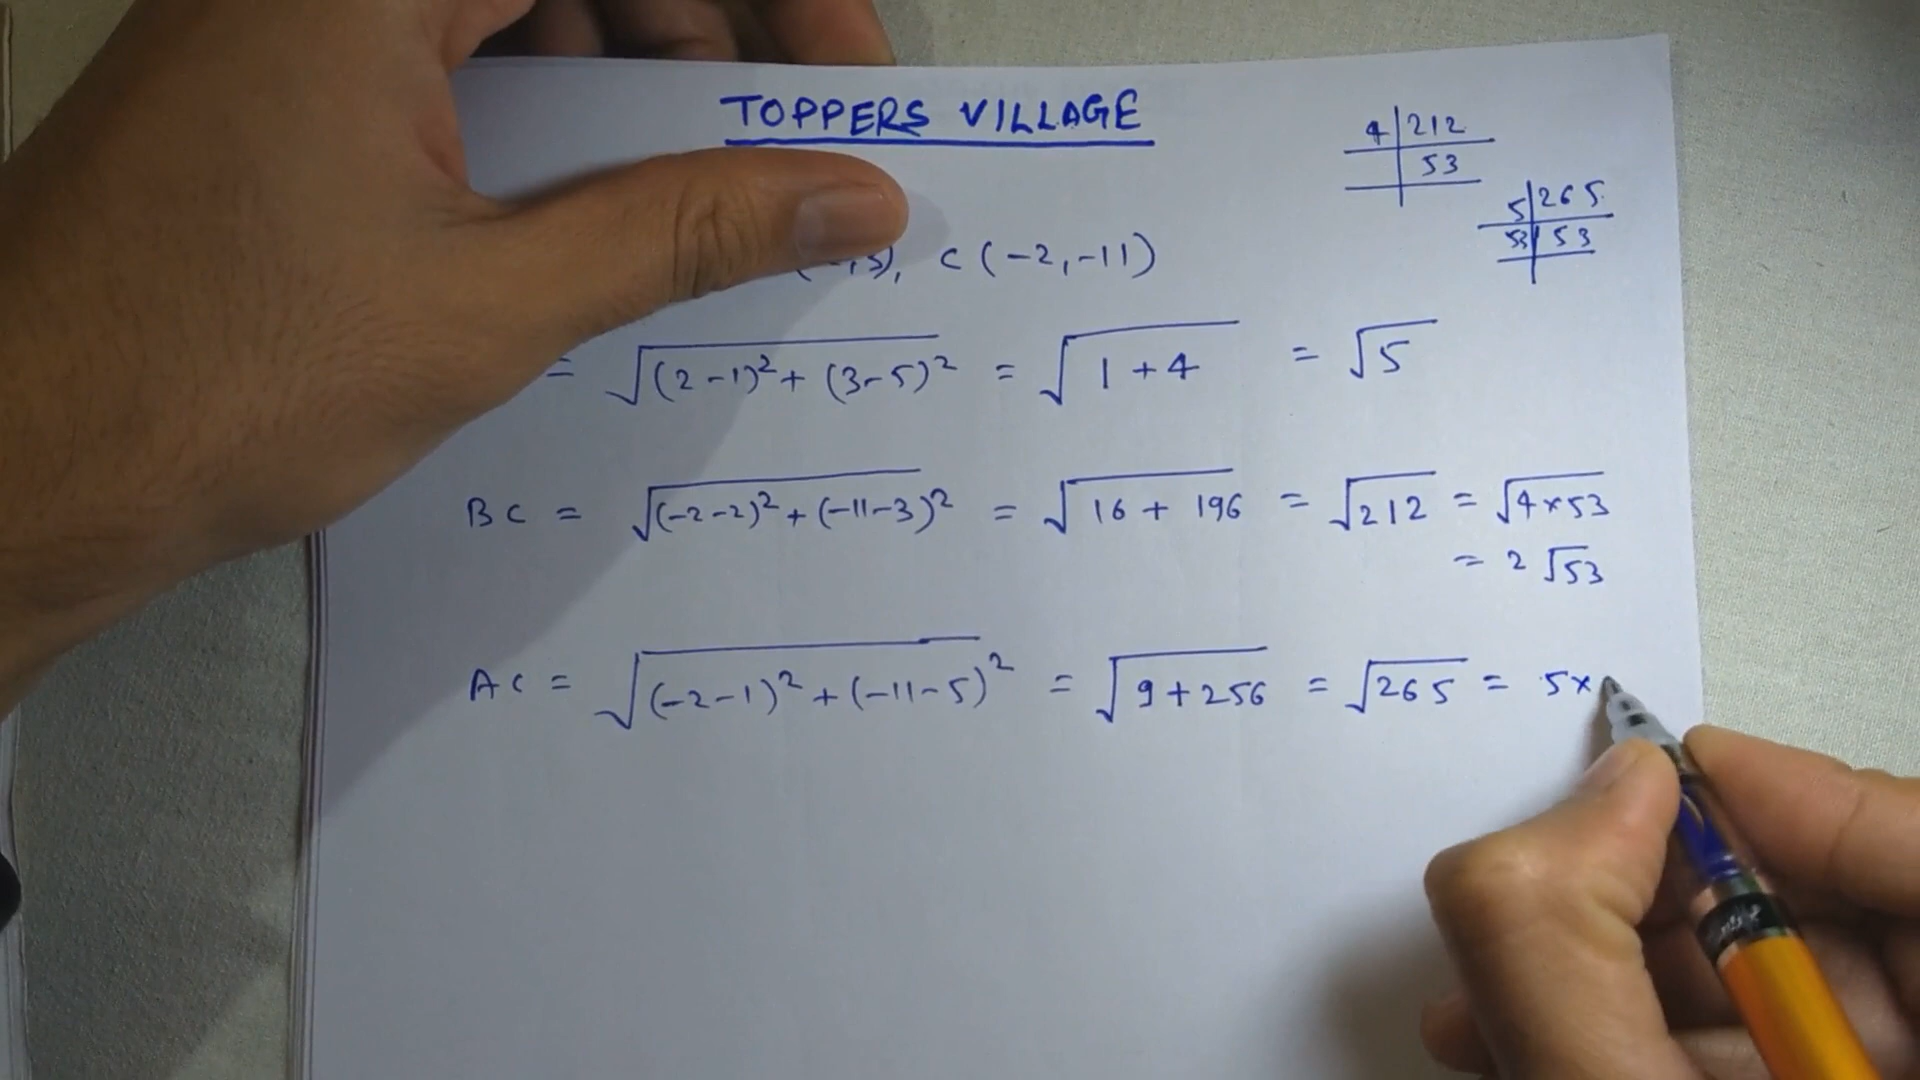 TOPPERS VILLAGE
4 | 212
53
5 | 265
53 | 53
,3), C (-2,-11)
= √(2-1)² + (3-5)² = √1+4 = √5
BC = √(-2-2)² + (-11-3)² = √16 + 196 = √212 = √4×53
= 2√53
AC = √(-2-1)² + (-11-5)² = √9+256 = √265 = 5×